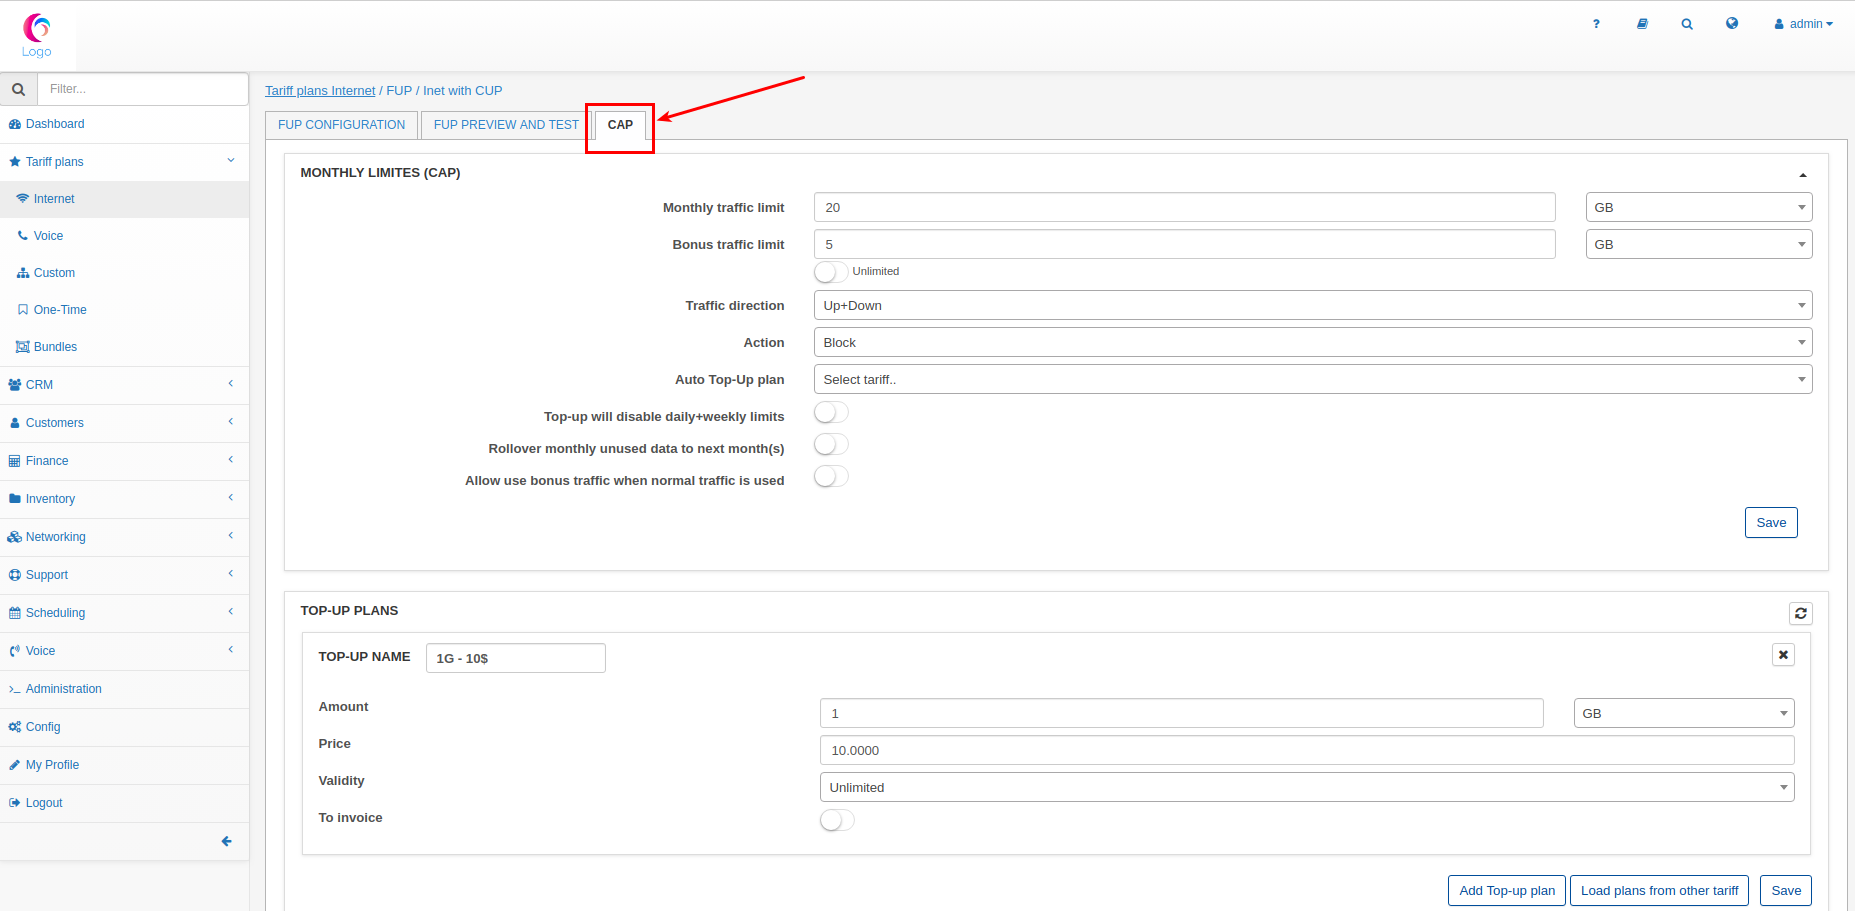 Logo
?
admin
Filter...
Dashboard
Tariff plans
Internet
Voice
Custom
One-Time
Bundles
CRM
Customers
Finance
Inventory
Networking
Support
Scheduling
Voice
Administration
Config
My Profile
Logout
Tariff plans Internet / FUP / Inet with CUP
FUP CONFIGURATION FUP PREVIEW AND TEST CAP
MONTHLY LIMITES (CAP)
Monthly traffic limit 20 GB
Bonus traffic limit 5 GB
Unlimited
Traffic direction Up+Down
Action Block
Auto Top-Up plan Select tariff..
Top-up will disable daily+weekly limits
Rollover monthly unused data to next month(s)
Allow use bonus traffic when normal traffic is used
Save
TOP-UP PLANS
TOP-UP NAME 1G - 10$
Amount 1 GB
Price 10.0000
Validity Unlimited
To invoice
Add Top-up plan Load plans from other tariff Save